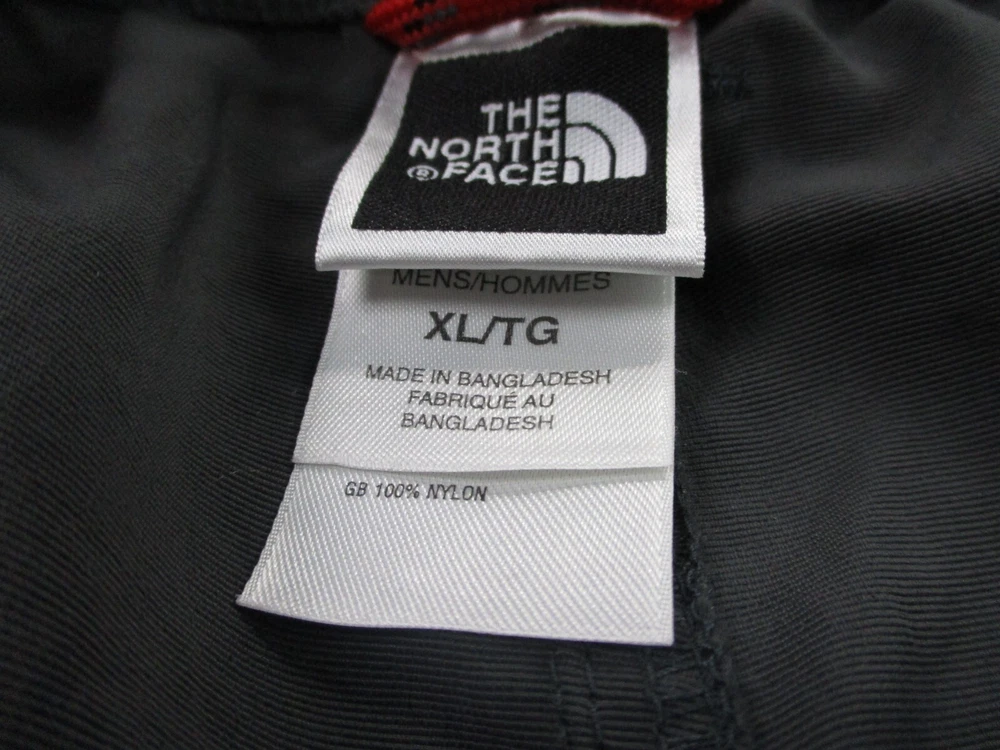 THE
NORTH
®FACE
MENS/HOMMES
XL/TG
MADE IN BANGLADESH
FABRIQUÉ AU
BANGLADESH
GB 100% NYLON